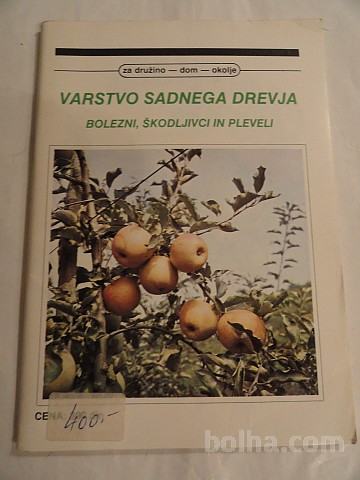 za družino — dom — okolje
VARSTVO SADNEGA DREVJA
BOLEZNI, ŠKODLJIVCI IN PLEVELI
CENA
400.-
bolha.com